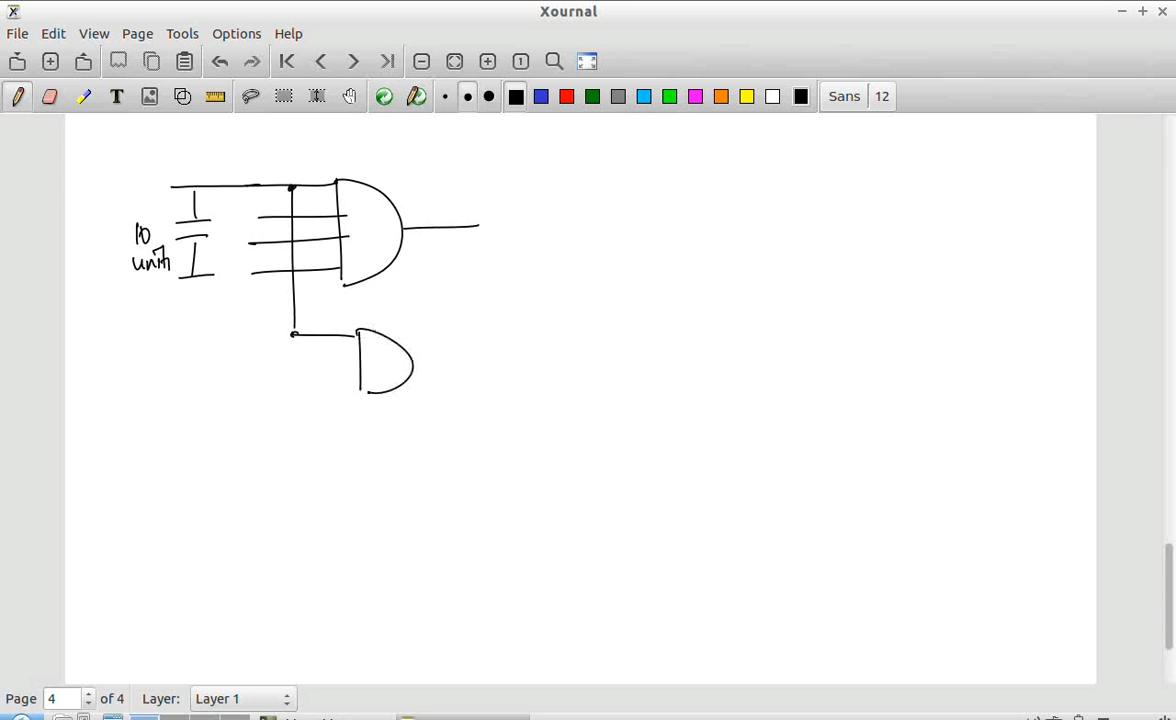 Xournal
File Edit View Page Tools Options Help
Sans 12
10
unit
Page 4 of 4 Layer: Layer 1